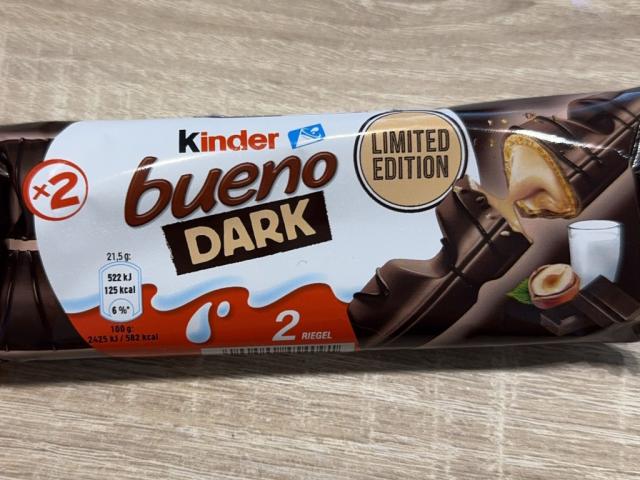 Kinder
bueno
DARK
LIMITED
EDITION
×2
21,5 g:
522 kJ
125 kcal
6 %*
100 g:
2425 kJ / 582 kcal
2 RIEGEL